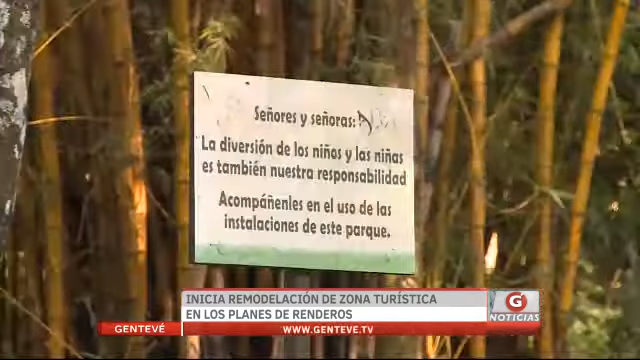 Señores y señoras:
La diversión de los niños y las niñas
es también nuestra responsabilidad
Acompáñenles en el uso de las
instalaciones de este parque.
INICIA REMODELACIÓN DE ZONA TURÍSTICA
EN LOS PLANES DE RENDEROS
G
NOTICIAS
GENTEVÉ
WWW.GENTEVE.TV